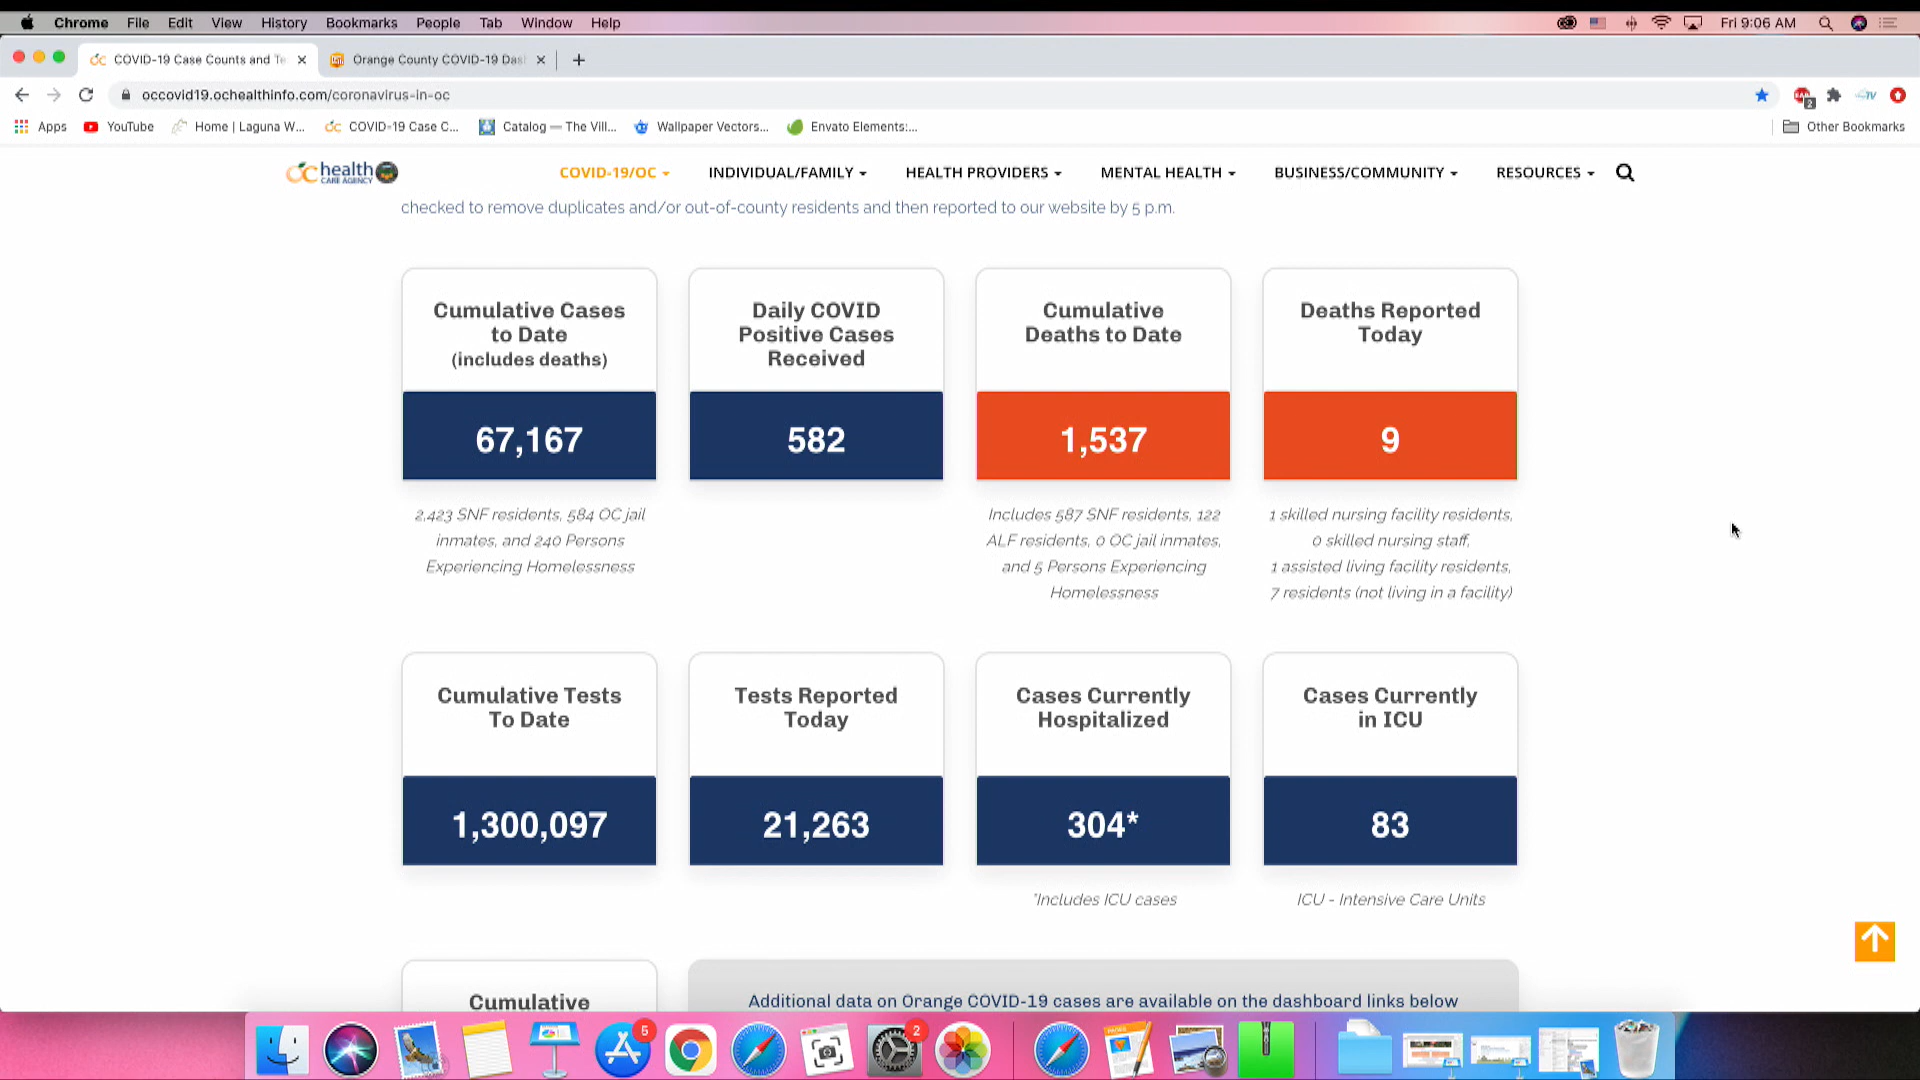 Chrome File Edit View History Bookmarks People Tab Window Help Fri 9:06 AM
COVID-19 Case Counts and Te Orange County COVID-19 Das
occovid19.ochealthinfo.com/coronavirus-in-oc
Apps YouTube Home | Laguna W... COVID-19 Case C... Catalog — The Vill... Wallpaper Vectors... Envato Elements:... Other Bookmarks
health
CARE AGENCY
COVID-19/OC INDIVIDUAL/FAMILY HEALTH PROVIDERS MENTAL HEALTH BUSINESS/COMMUNITY RESOURCES
checked to remove duplicates and/or out-of-county residents and then reported to our website by 5 p.m.
Cumulative Cases
to Date
(includes deaths)
67,167
2,423 SNF residents, 584 OC jail
inmates, and 240 Persons
Experiencing Homelessness
Daily COVID
Positive Cases
Received
582
Cumulative
Deaths to Date
1,537
Includes 587 SNF residents, 122
ALF residents, 0 OC jail inmates,
and 5 Persons Experiencing
Homelessness
Deaths Reported
Today
9
1 skilled nursing facility residents,
0 skilled nursing staff,
1 assisted living facility residents,
7 residents (not living in a facility)
Cumulative Tests
To Date
1,300,097
Tests Reported
Today
21,263
Cases Currently
Hospitalized
304*
*Includes ICU cases
Cases Currently
in ICU
83
ICU - Intensive Care Units
Cumulative
Additional data on Orange COVID-19 cases are available on the dashboard links below
5
2